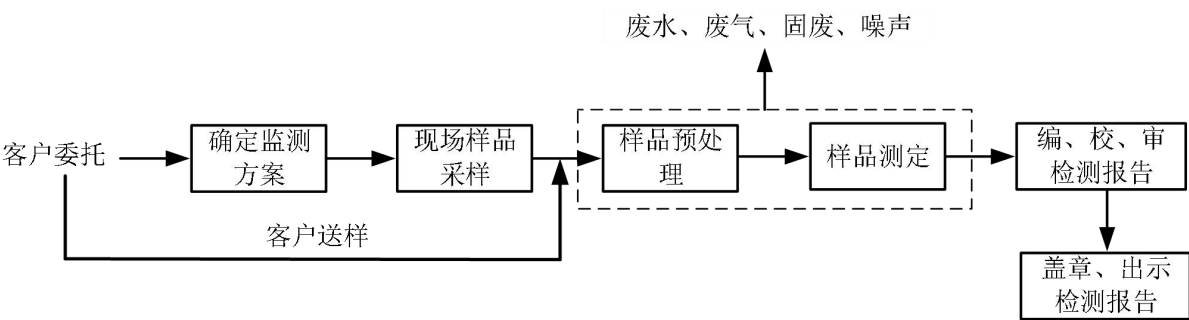 废水、废气、固废、噪声
客户委托
确定监测
方案
现场样品
采样
样品预处
理
样品测定
编、校、审
检测报告
客户送样
盖章、出示
检测报告